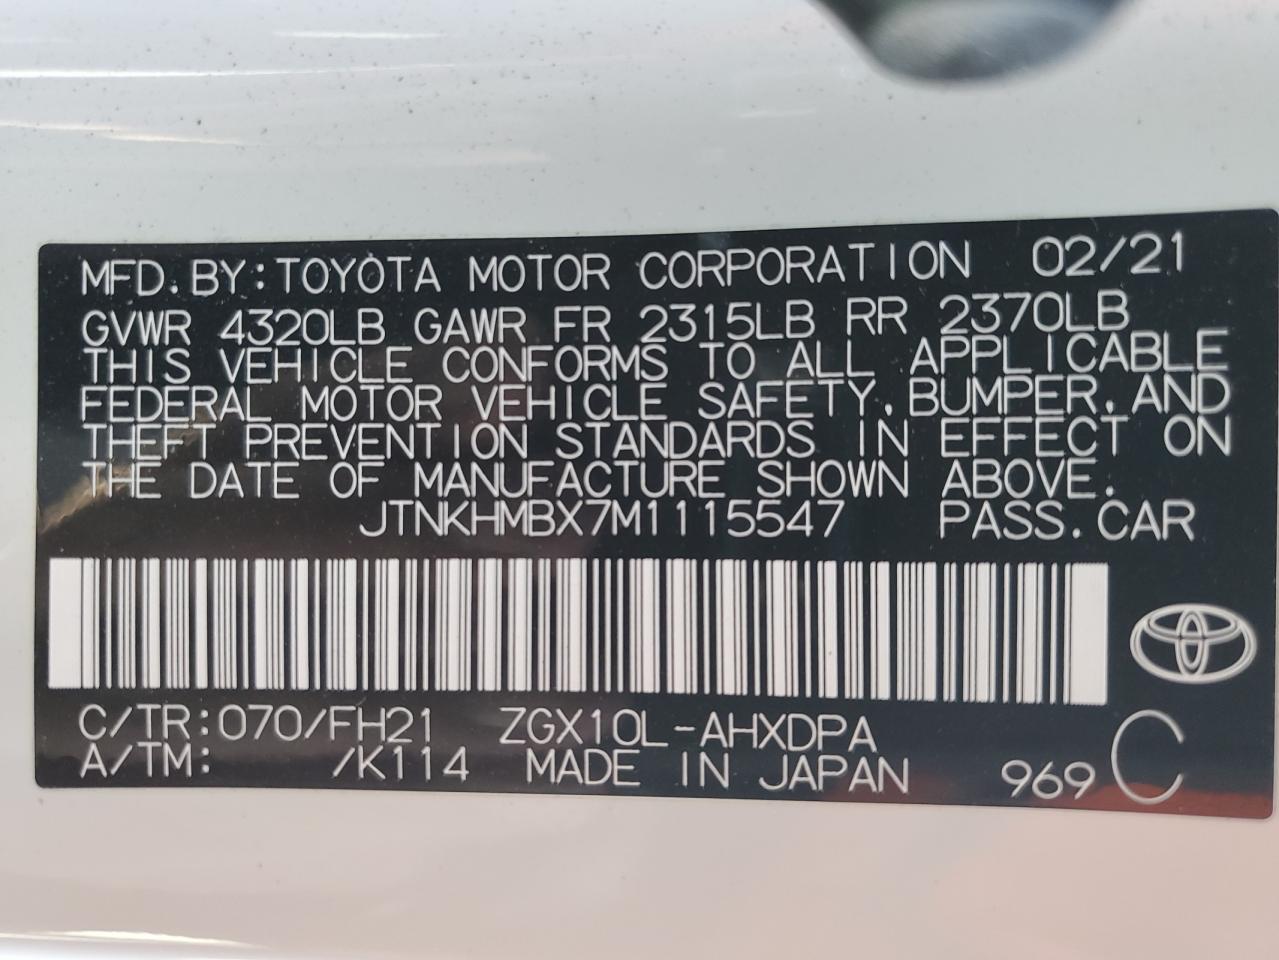 MFD. BY: TOYOTA MOTOR CORPORATION 02/21
GVWR 4320LB GAWR FR 2315LB RR 2370LB
THIS VEHICLE CONFORMS TO ALL APPLICABLE
FEDERAL MOTOR VEHICLE SAFETY, BUMPER, AND
THEFT PREVENTION STANDARDS IN EFFECT ON
THE DATE OF MANUFACTURE SHOWN ABOVE.
JTNKHMBX7M1115547 PASS. CAR
C/TR: 070/FH21 ZGX10L-AHXDPA
A/TM: /K114 MADE IN JAPAN 969 C